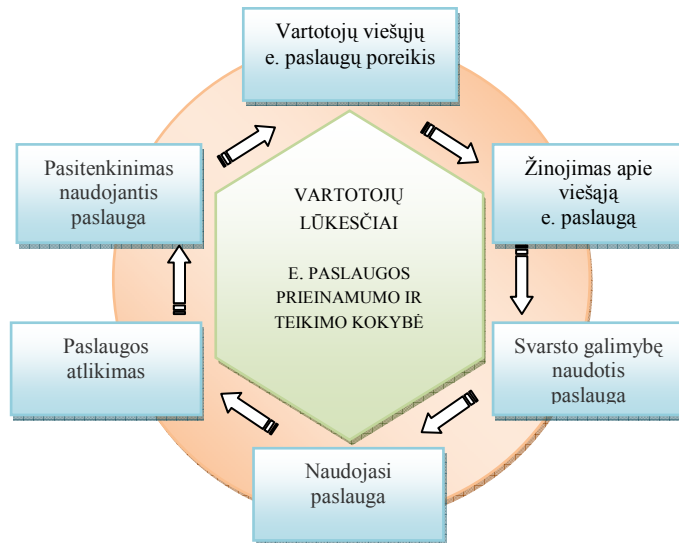 Vartotojų viešųjų
e. paslaugų poreikis
Žinojimas apie
viešąją
e. paslaugą
Svarsto galimybę
naudotis
paslauga
Naudojasi
paslauga
Paslaugos
atlikimas
Pasitenkinimas
naudojantis
paslauga
VARTOTOJŲ
LŪKESČIAI
E. PASLAUGOS
PRIEINAMUMO IR
TEIKIMO KOKYBĖ